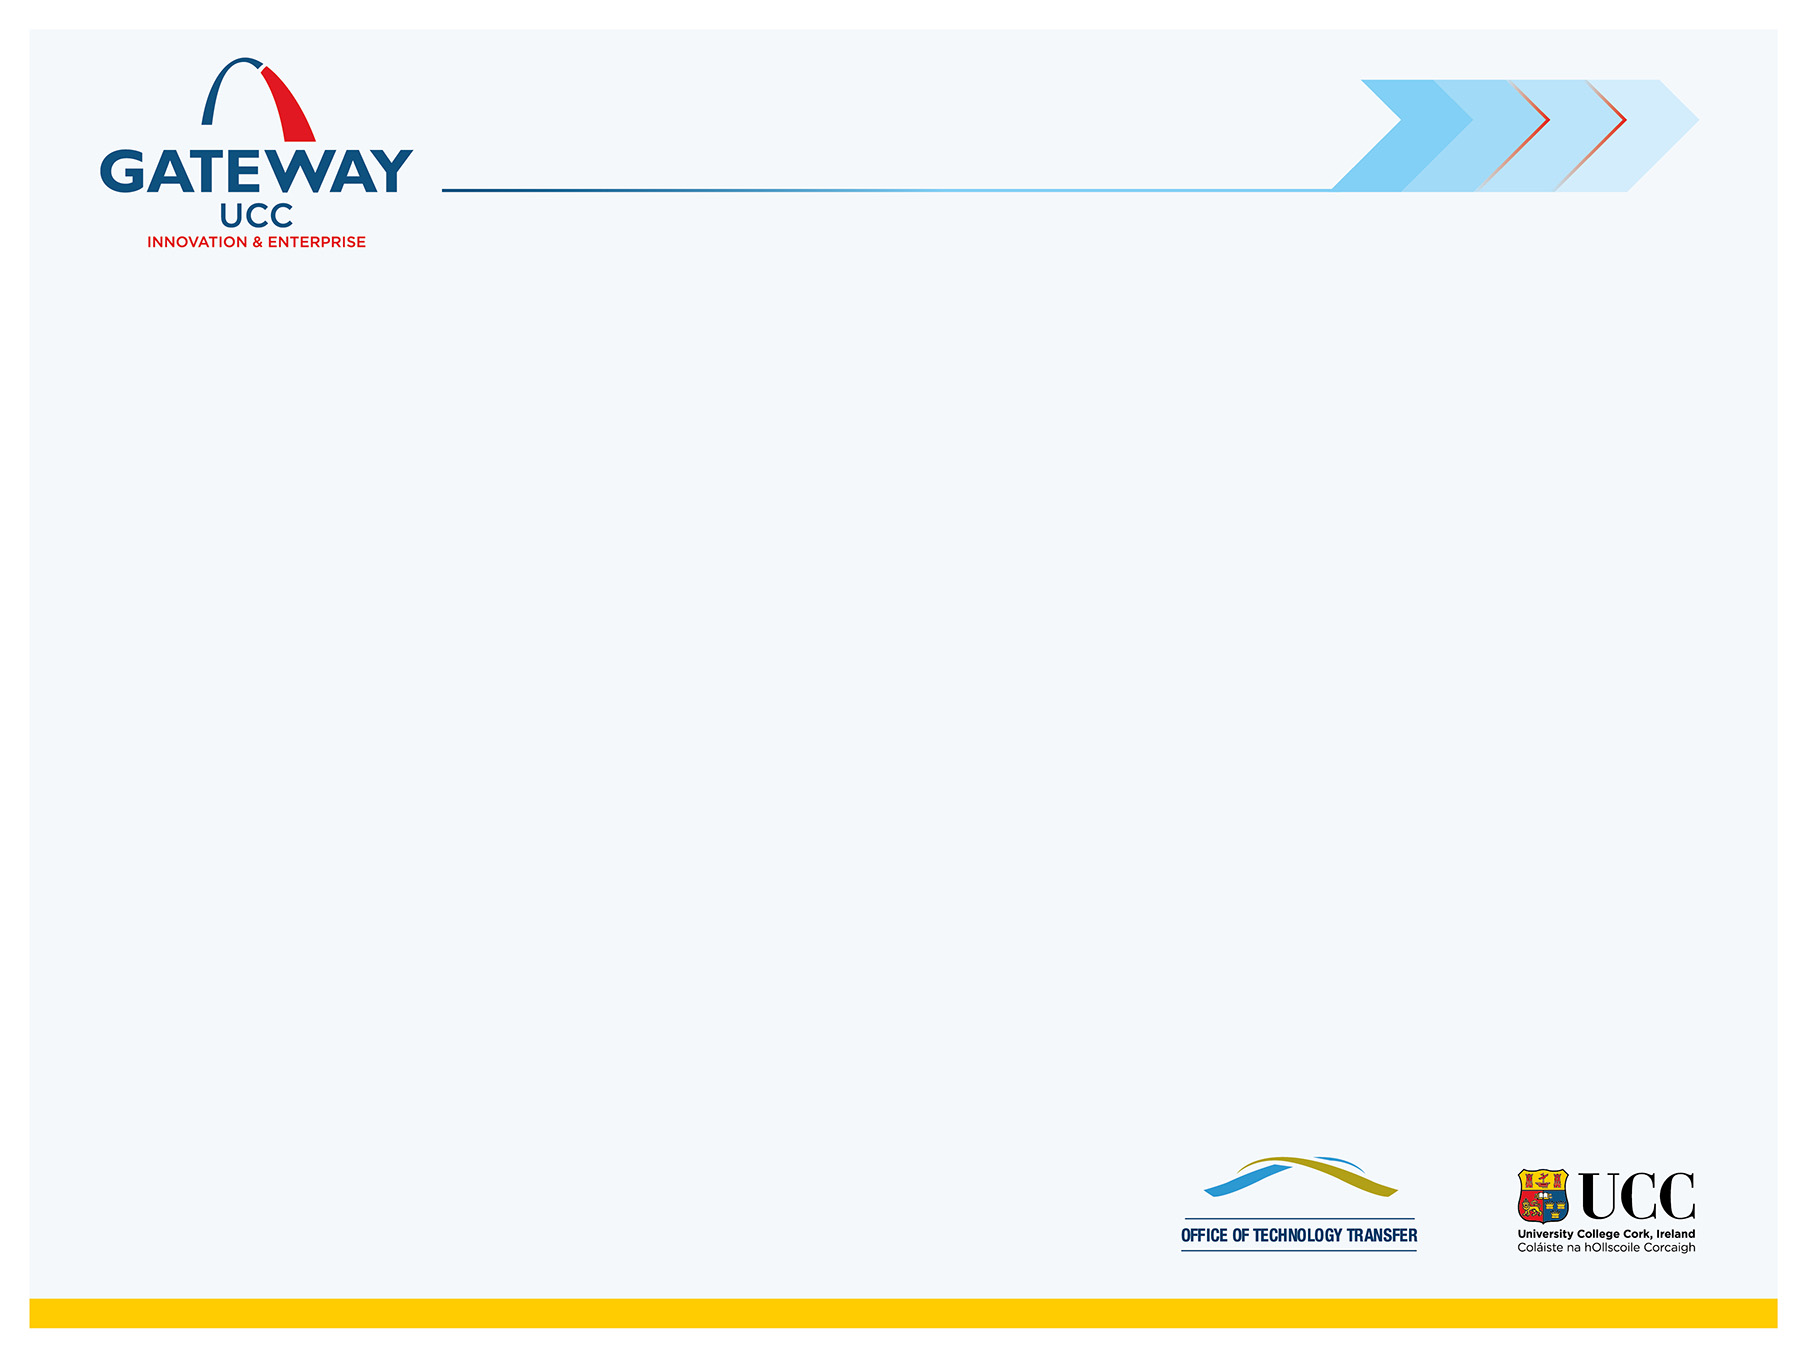 GATEWAY
UCC
INNOVATION & ENTERPRISE
OFFICE OF TECHNOLOGY TRANSFER
UCC
University College Cork, Ireland
Coláiste na hOllscoile Corcaigh